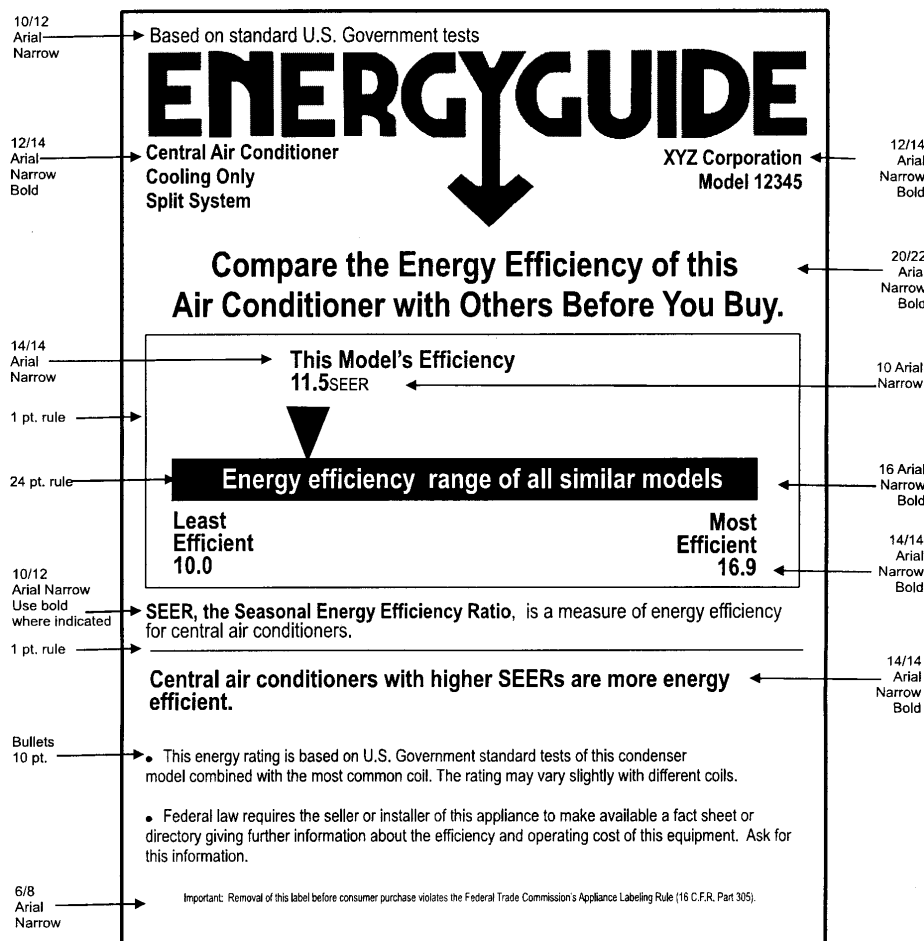 10/12
Arial
Narrow
Based on standard U.S. Government tests
ENERGYGUIDE
12/14
Arial
Narrow
Bold
Central Air Conditioner
Cooling Only
Split System
XYZ Corporation
Model 12345
12/14
Arial
Narrow
Bold
Compare the Energy Efficiency of this
Air Conditioner with Others Before You Buy.
20/22
Aria
Narrow
Bold
14/14
Arial
Narrow
This Model's Efficiency
11.5SEER
10 Arial
Narrow
1 pt. rule
24 pt. rule
Energy efficiency range of all similar models
16 Arial
Narrow
Bold
Least
Efficient
10.0
Most
Efficient
16.9
14/14
Arial
Narrow
Bold
10/12
Arial Narrow
Use bold
where indicated
SEER, the Seasonal Energy Efficiency Ratio, is a measure of energy efficiency
for central air conditioners.
1 pt. rule
Central air conditioners with higher SEERs are more energy
efficient.
14/14
Arial
Narrow
Bold
Bullets
10 pt.
• This energy rating is based on U.S. Government standard tests of this condenser
model combined with the most common coil. The rating may vary slightly with different coils.
• Federal law requires the seller or installer of this appliance to make available a fact sheet or
directory giving further information about the efficiency and operating cost of this equipment. Ask for
this information.
6/8
Arial
Narrow
Important: Removal of this label before consumer purchase violates the Federal Trade Commission's Appliance Labeling Rule (16 C.F.R. Part 305).